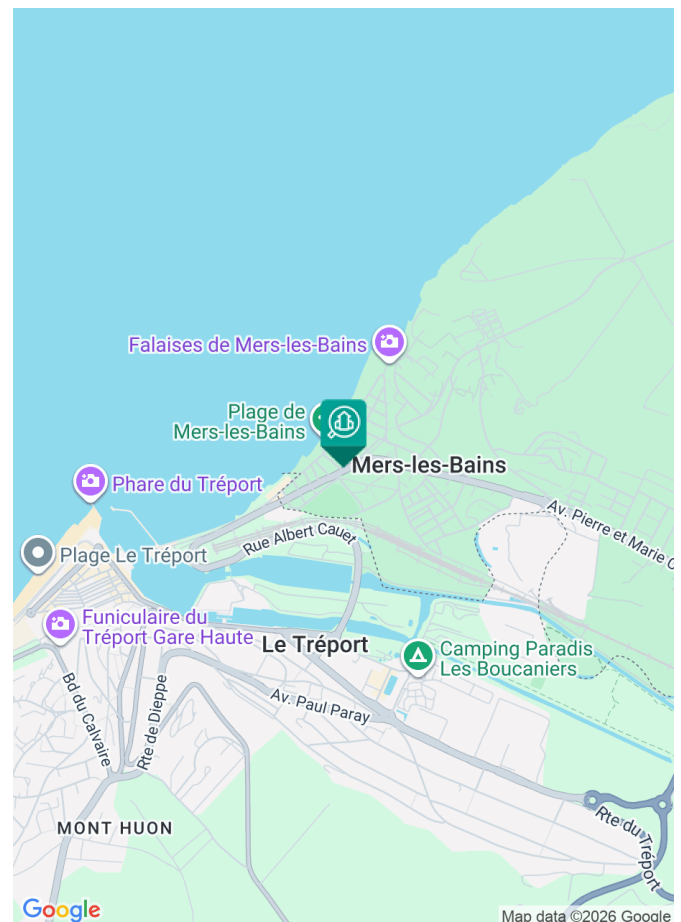 Falaises de Mers-les-Bains
Plage de
Mers-les-Bains
Mers-les-Bains
Phare du Tréport
Av. Pierre et Marie C
Rue Albert Cauet
Plage Le Tréport
Funiculaire du
Tréport Gare Haute
Le Tréport
Camping Paradis
Les Boucaniers
Bd du Calvaire
Rte de Dieppe
Av. Paul Paray
MONT HUON
Rte du Tréport
Google
Map data ©2026 Google